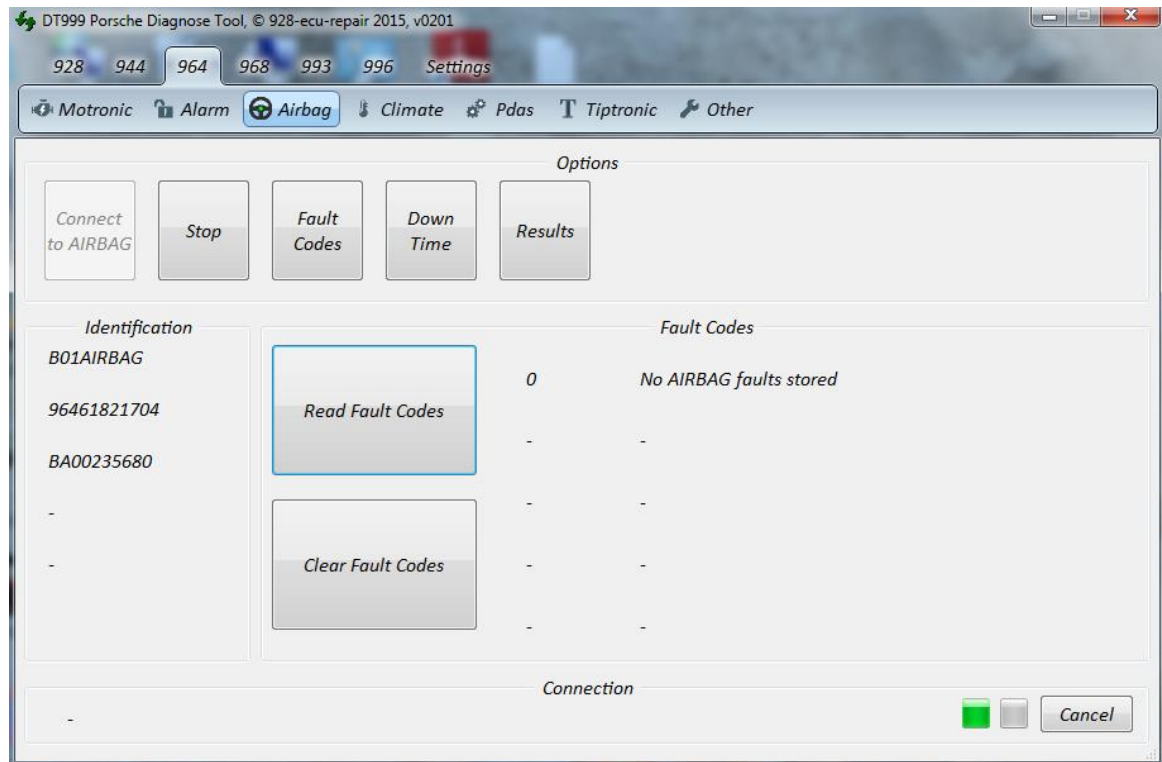 DT999 Porsche Diagnose Tool, © 928-ecu-repair 2015, v0201
928 944 964 968 993 996 Settings
Motronic Alarm Airbag Climate Pdas T Tiptronic Other
Options
Connect
to AIRBAG
Stop
Fault
Codes
Down
Time
Results
Identification
B01AIRBAG
96461821704
BA00235680
-
-
Fault Codes
Read Fault Codes
0 No AIRBAG faults stored
- -
- -
Clear Fault Codes
- -
- -
Connection
-
Cancel